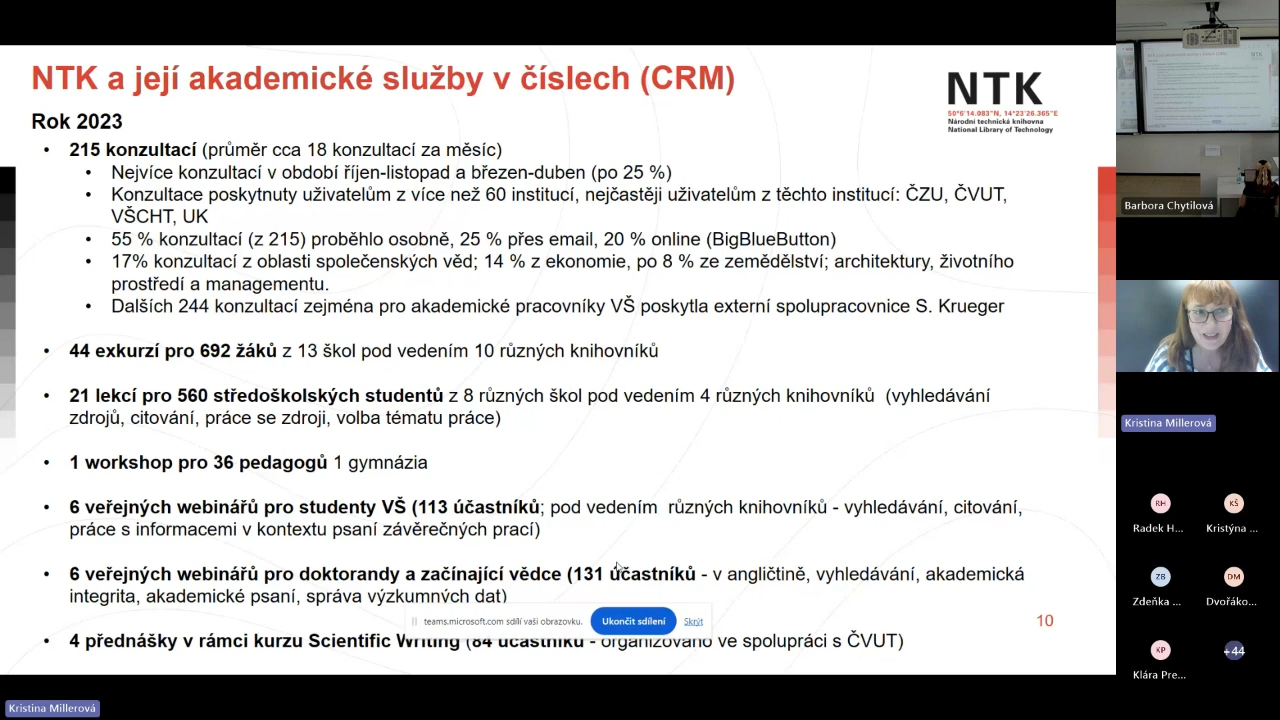 NTK a její akademické služby v číslech (CRM)
NTK
50°6'14.083"N, 14°23'26.365"E
Národní technická knihovna
National Library of Technology
Rok 2023
• 215 konzultací (průměr cca 18 konzultací za měsíc)
• Nejvíce konzultací v období říjen-listopad a březen-duben (po 25 %)
• Konzultace poskytnuty uživatelům z více než 60 institucí, nejčastěji uživatelům z těchto institucí: ČZU, ČVUT,
VŠCHT, UK
• 55 % konzultací (z 215) proběhlo osobně, 25 % přes email, 20 % online (BigBlueButton)
• 17% konzultací z oblasti společenských věd; 14 % z ekonomie, po 8 % ze zemědělství; architektury, životního
prostředí a managementu.
• Dalších 244 konzultací zejména pro akademické pracovníky VŠ poskytla externí spolupracovnice S. Krueger
• 44 exkurzí pro 692 žáků z 13 škol pod vedením 10 různých knihovníků
• 21 lekcí pro 560 středoškolských studentů z 8 různých škol pod vedením 4 různých knihovníků (vyhledávání
zdrojů, citování, práce se zdroji, volba tématu práce)
• 1 workshop pro 36 pedagogů 1 gymnázia
• 6 veřejných webinářů pro studenty VŠ (113 účastníků; pod vedením různých knihovníků - vyhledávání, citování,
práce s informacemi v kontextu psaní závěrečných prací)
• 6 veřejných webinářů pro doktorandy a začínající vědce (131 účastníků - v angličtině, vyhledávání, akademická
integrita, akademické psaní, správa výzkumných dat)
teams.microsoft.com sdílí vaši obrazovku. Ukončit sdílení Skrýt
10
• 4 přednášky v rámci kurzu Scientific Writing (84 účastníků - organizováno ve spolupráci s ČVUT)
Kristina Millerová
Barbora Chytilová
Kristina Millerová
RH KŠ
Radek H... Kristýna ...
ZB DM
Zdeňka ... Dvořáko...
KP +44
Klára Pre...